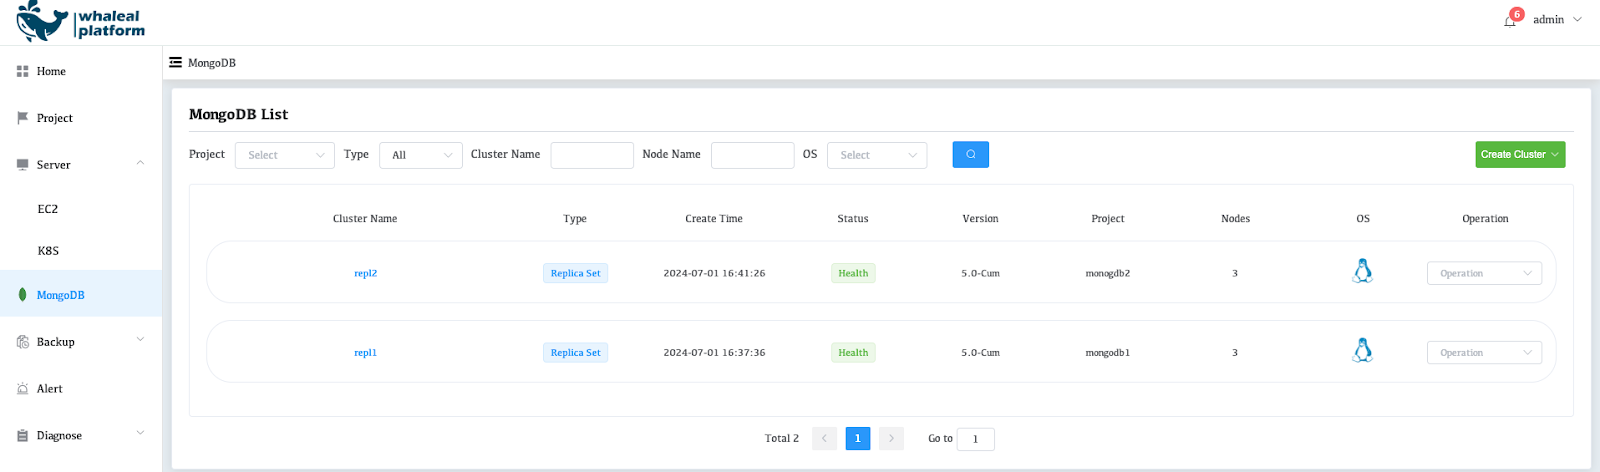 whaleal
platform
6
admin
Home
MongoDB
MongoDB List
Project
Project Select Type All Cluster Name Node Name OS Select Create Cluster
Server
EC2
Cluster Name Type Create Time Status Version Project Nodes OS Operation
K8S
repl2 Replica Set 2024-07-01 16:41:26 Health 5.0-Cum monogdb2 3 Operation
MongoDB
Backup
repl1 Replica Set 2024-07-01 16:37:36 Health 5.0-Cum mongodb1 3 Operation
Alert
Diagnose
Total 2 1 Go to 1